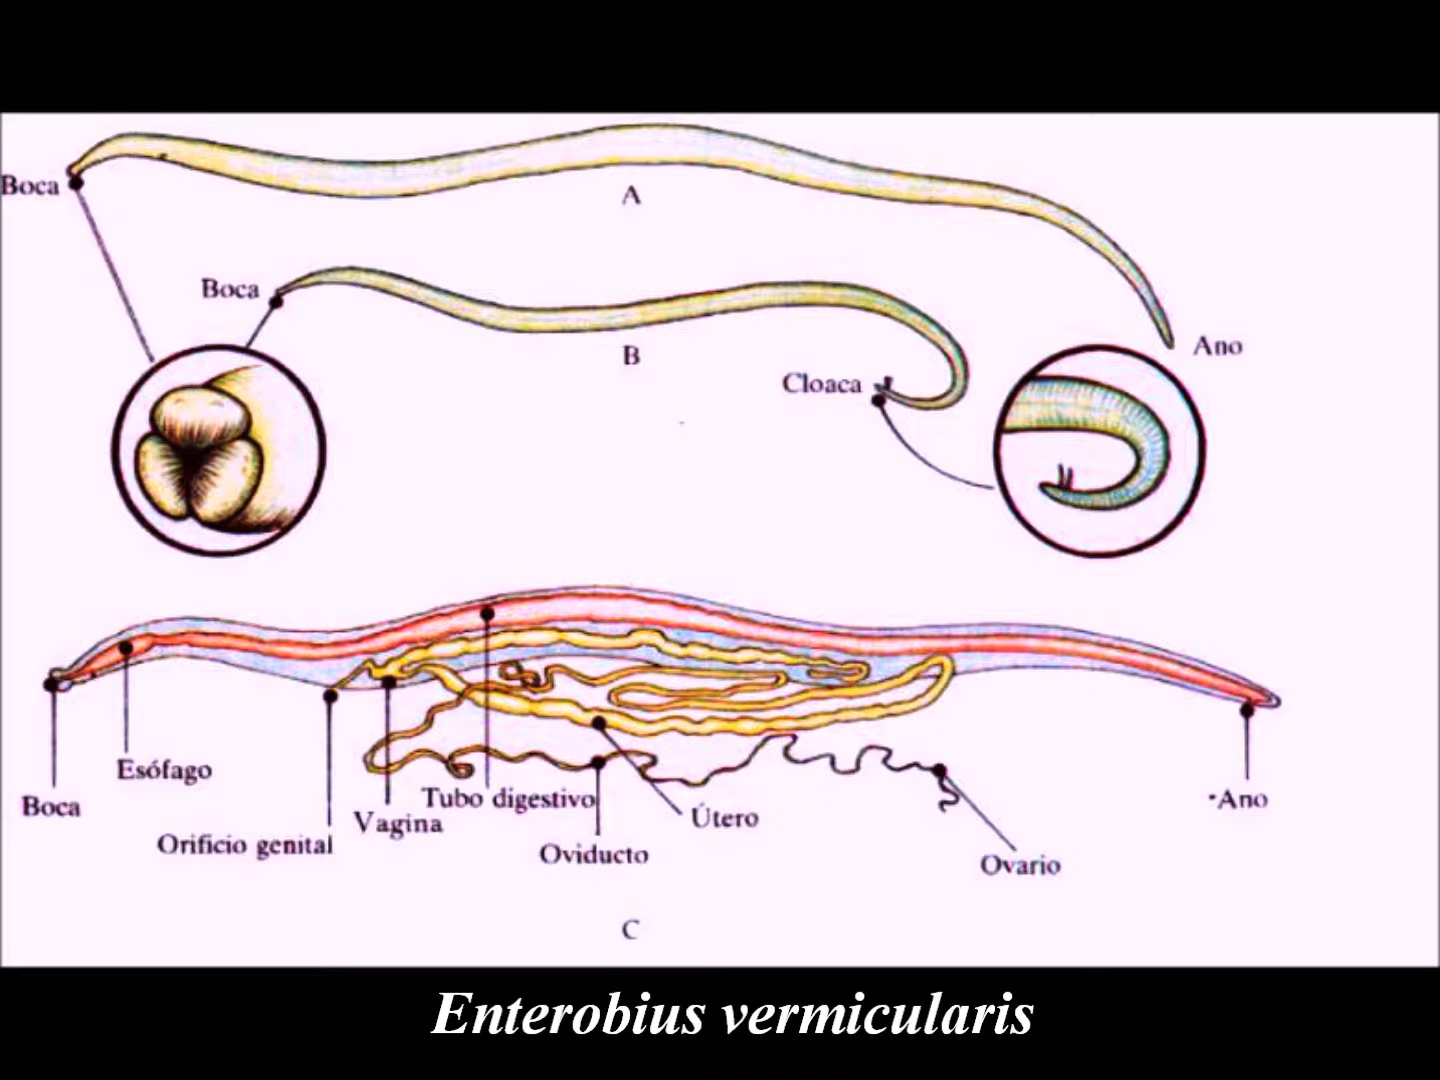 Boca
A
Boca
B
Ano
Cloaca
Esófago
Boca
Tubo digestivo
Vagina
Orificio genital
Útero
Oviducto
Ano
Ovario
C
Enterobius vermicularis